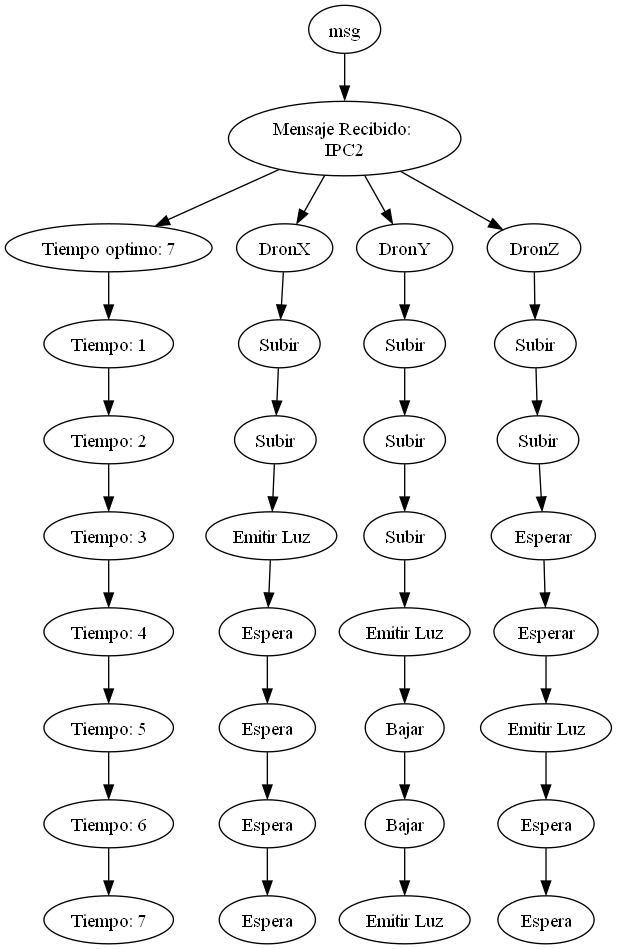 msg
Mensaje Recibido:
IPC2
Tiempo optimo: 7
DronX
DronY
DronZ
Tiempo: 1
Subir
Subir
Subir
Tiempo: 2
Subir
Subir
Subir
Tiempo: 3
Emitir Luz
Subir
Esperar
Tiempo: 4
Espera
Emitir Luz
Esperar
Tiempo: 5
Espera
Bajar
Emitir Luz
Tiempo: 6
Espera
Bajar
Espera
Tiempo: 7
Espera
Emitir Luz
Espera